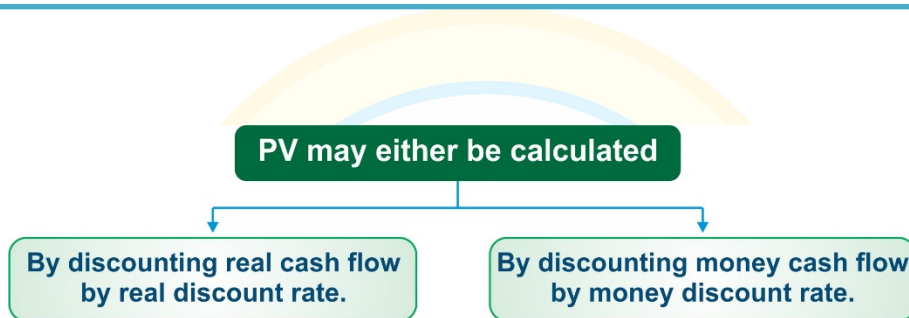 PV may either be calculated
By discounting real cash flow
by real discount rate.
By discounting money cash flow
by money discount rate.